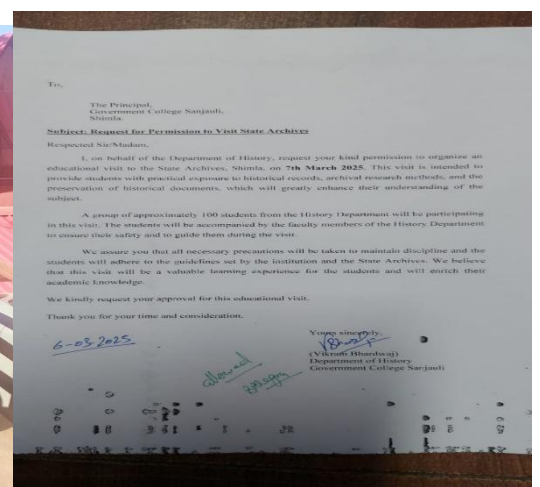 To,
The Principal,
Government College Sanjauli,
Shimla.
Subject: Request for Permission to Visit State Archives
Respected Sir/Madam,
I, on behalf of the Department of History, request your kind permission to organize an
educational visit to the State Archives, Shimla, on 7th March 2025. This visit is intended to
provide students with practical exposure to historical records, archival research methods, and the
preservation of historical documents, which will greatly enhance their understanding of the
subject.
A group of approximately 100 students from the History Department will be participating
in this visit. The students will be accompanied by the faculty members of the History Department
to ensure their safety and to guide them during the visit.
We assure you that all necessary precautions will be taken to maintain discipline and the
students will adhere to the guidelines set by the institution and the State Archives. We believe
that this visit will be a valuable learning experience for the students and will enrich their
academic knowledge.
We kindly request your approval for this educational visit.
Thank you for your time and consideration.
6-03-2025
Yours sincerely,
(Vikram Bhardwaj)
Department of History
Government College Sanjauli
allowed